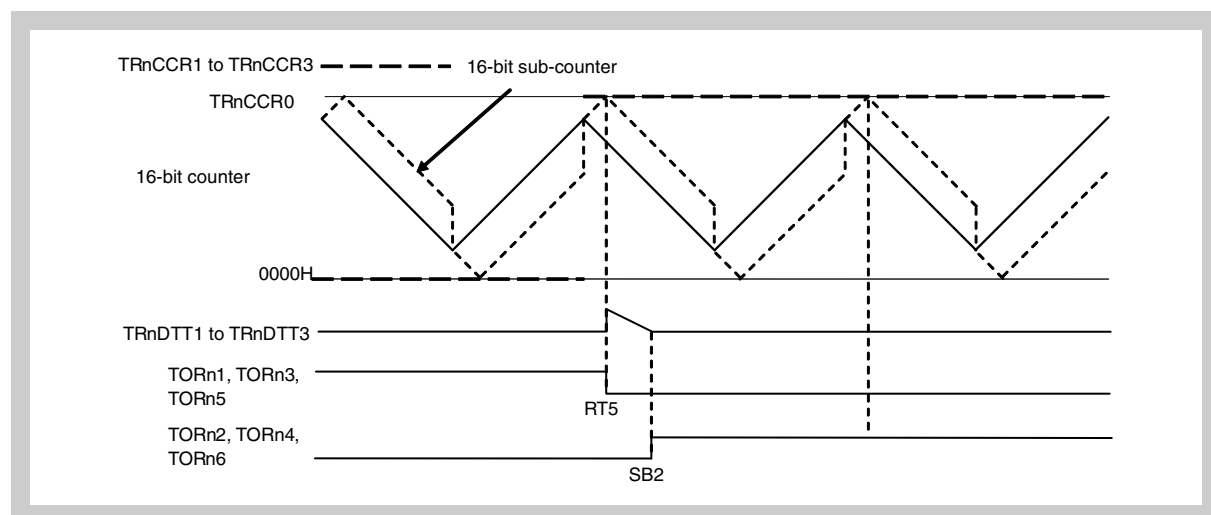 TRnCCR1 to TRnCCR3
16-bit sub-counter
TRnCCR0
16-bit counter
0000H
TRnDTT1 to TRnDTT3
TORn1, TORn3,
TORn5
RT5
TORn2, TORn4,
TORn6
SB2